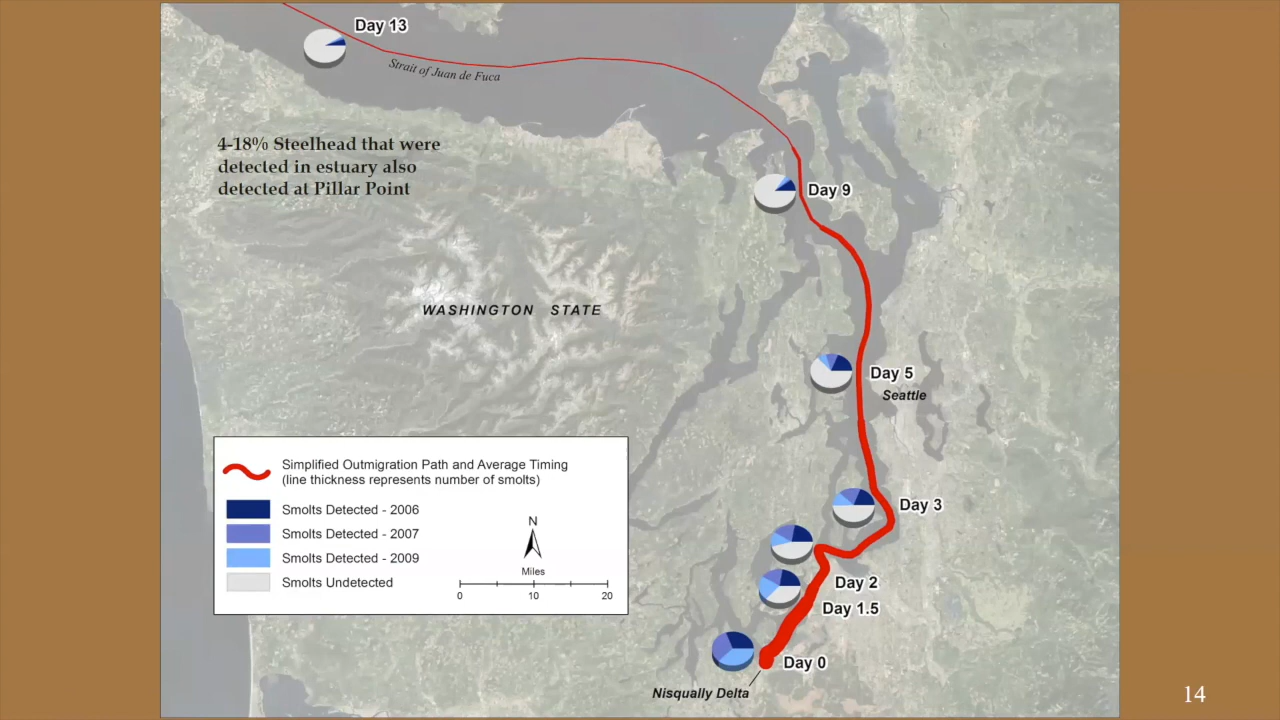 Day 13
Strait of Juan de Fuca
4-18% Steelhead that were
detected in estuary also
detected at Pillar Point
Day 9
WASHINGTON STATE
Day 5
Seattle
Simplified Outmigration Path and Average Timing
(line thickness represents number of smolts)
Smolts Detected - 2006
Smolts Detected - 2007
Smolts Detected - 2009
Smolts Undetected
N
Miles
0 10 20
Day 3
Day 2
Day 1.5
Day 0
Nisqually Delta
14